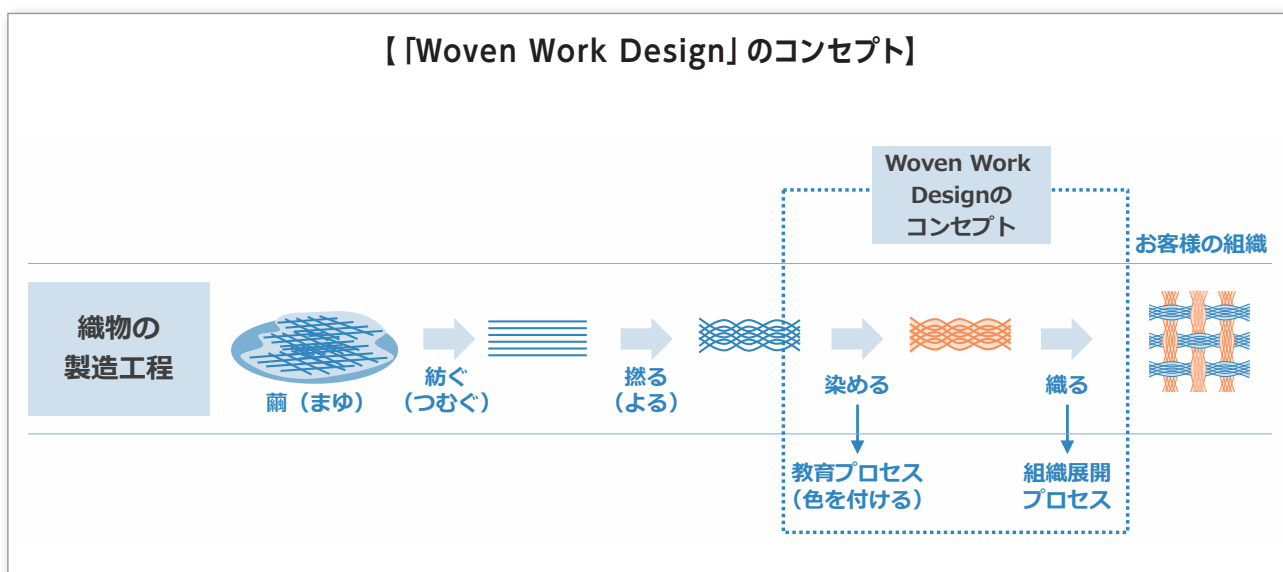 【「Woven Work Design」のコンセプト】
Woven Work
Designの
コンセプト
お客様の組織
織物の
製造工程
繭（まゆ）
紡ぐ
（つむぐ）
撚る
（よる）
染める
織る
教育プロセス
（色を付ける）
組織展開
プロセス